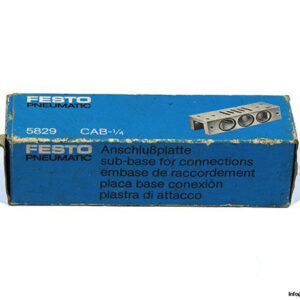 FESTO
PNEUMATIC
5829 CAB-¼
FESTO
PNEUMATIC
Anschlußplatte
sub-base for connections
embase de raccordement
placa base conexión
piastra di attacco